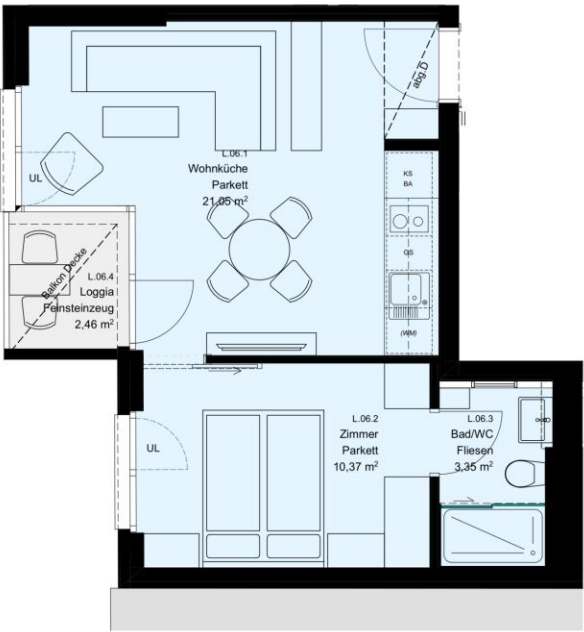 abg.D
L.06.1
Wohnküche
Parkett
21,05 m²
UL
KS
BA
GS
(WM)
Balkon Decke
L.06.4
Loggia
Feinsteinzeug
2,46 m²
L.06.2
Zimmer
Parkett
10,37 m²
UL
L.06.3
Bad/WC
Fliesen
3,35 m²